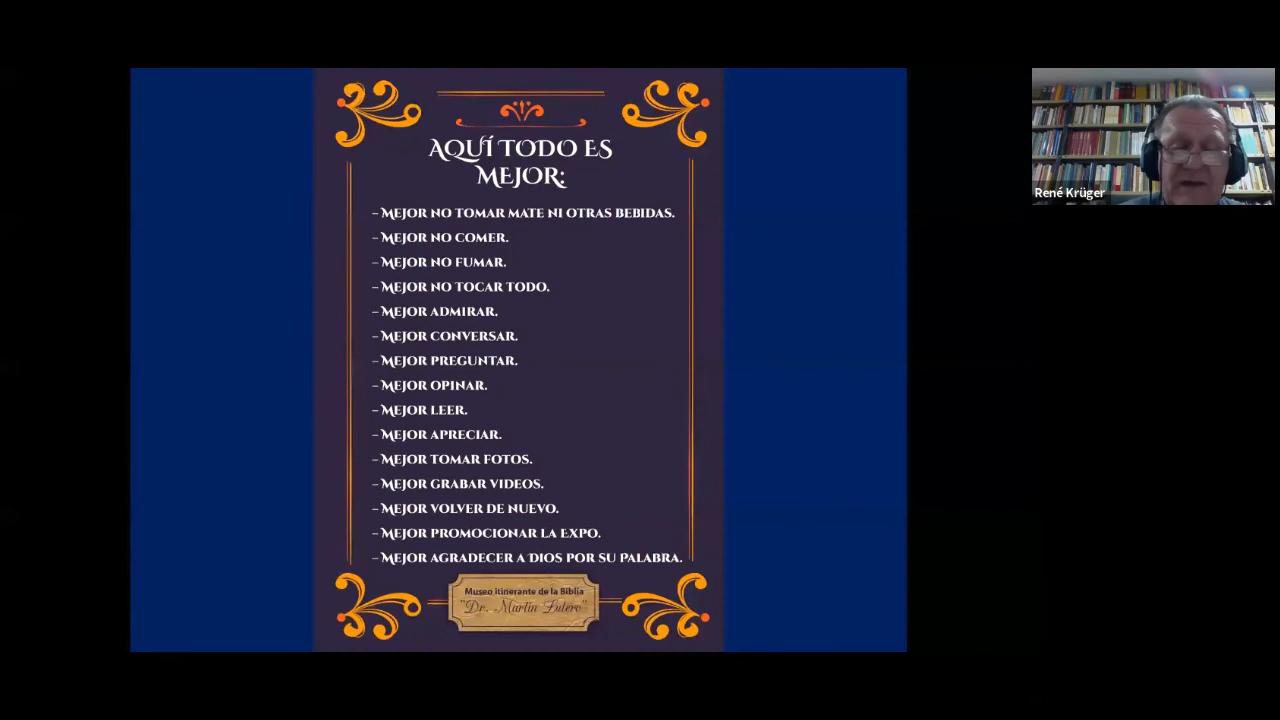 AQUÍ TODO ES
MEJOR:
– MEJOR NO TOMAR MATE NI OTRAS BEBIDAS.
– MEJOR NO COMER.
– MEJOR NO FUMAR.
– MEJOR NO TOCAR TODO.
– MEJOR ADMIRAR.
– MEJOR CONVERSAR.
– MEJOR PREGUNTAR.
– MEJOR OPINAR.
– MEJOR LEER.
– MEJOR APRECIAR.
– MEJOR TOMAR FOTOS.
– MEJOR GRABAR VIDEOS.
– MEJOR VOLVER DE NUEVO.
– MEJOR PROMOCIONAR LA EXPO.
– MEJOR AGRADECER A DIOS POR SU PALABRA.
Museo Itinerante de la Biblia
"Dr. Martín Lutero"
René Krüger